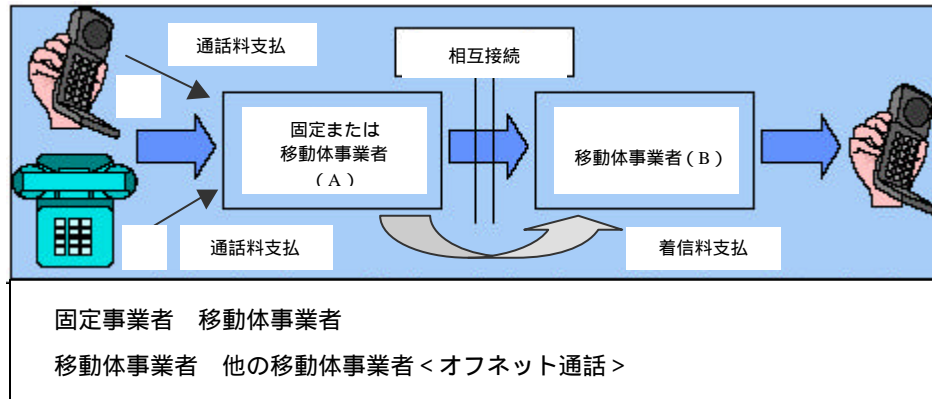 通話料支払
相互接続
固定または
移動体事業者
(A)
移動体事業者(B)
通話料支払
着信料支払
固定事業者　移動体事業者
移動体事業者　他の移動体事業者<オフネット通話>